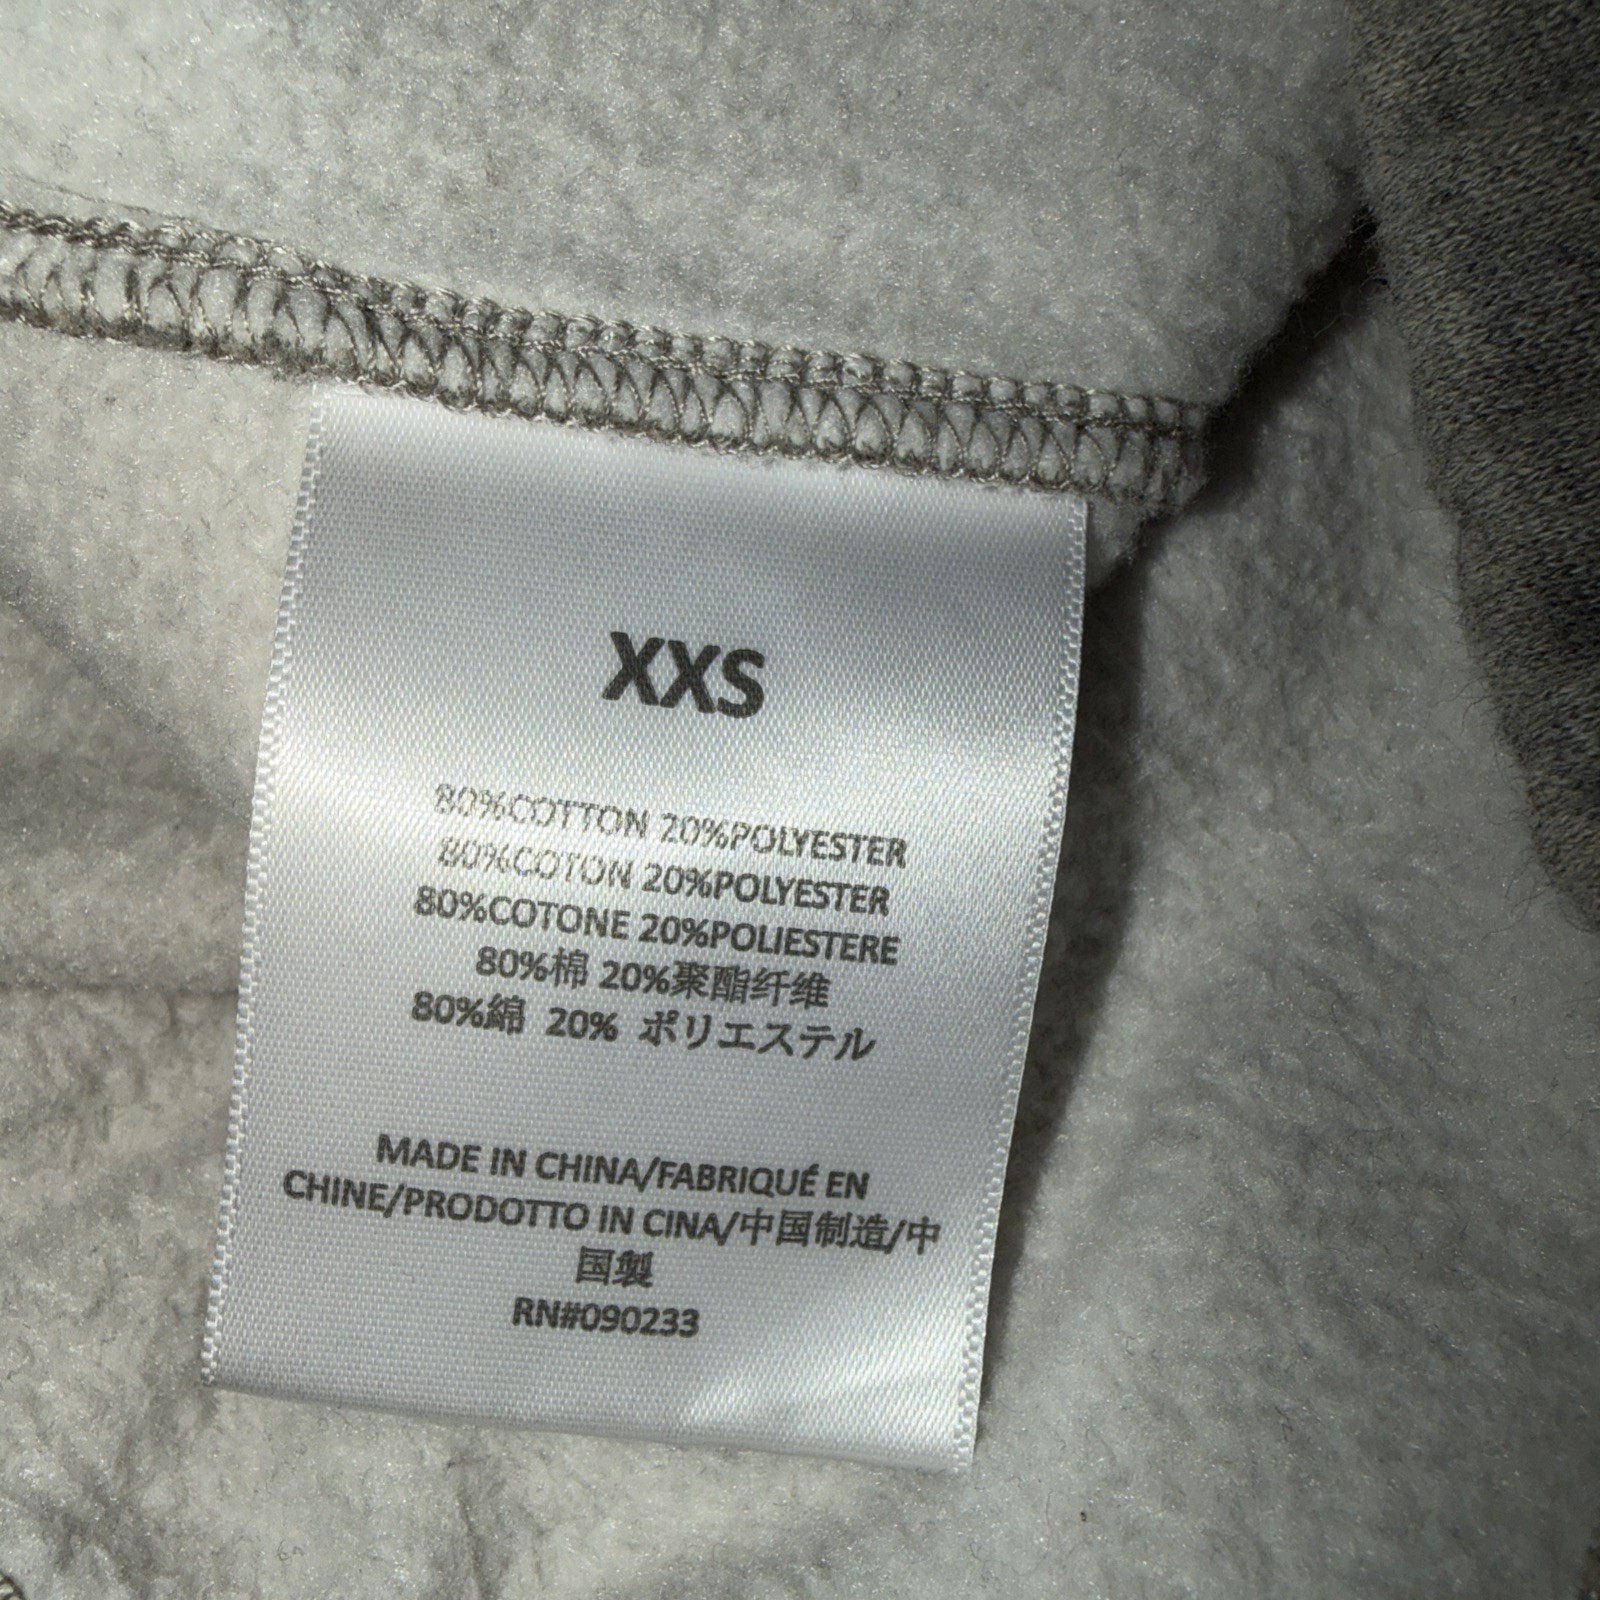 XXS
80%COTTON 20%POLYESTER
80%COTON 20%POLYESTER
80%COTONE 20%POLIESTERE
80%棉 20%聚酯纤维
80%綿 20% ポリエステル
MADE IN CHINA/FABRIQUÉ EN
CHINE/PRODOTTO IN CINA/中国制造/中
国製
RN#090233